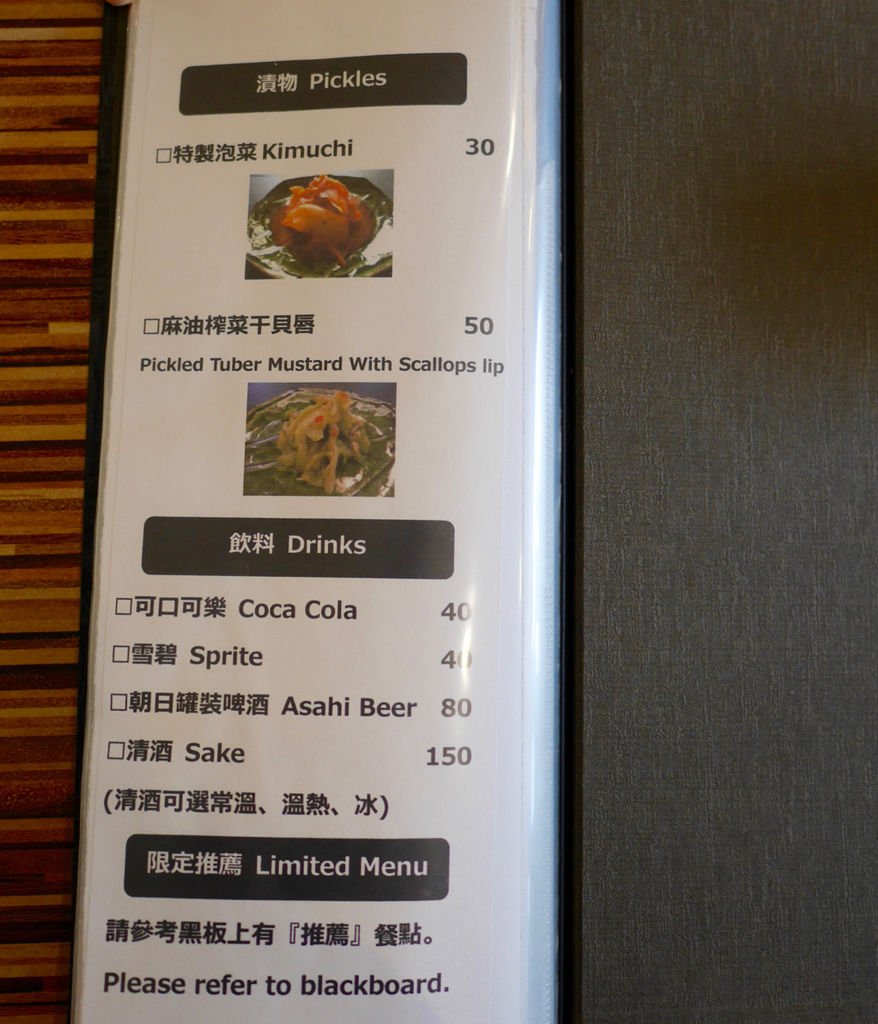 漬物 Pickles
□特製泡菜 Kimuchi 30
□麻油榨菜干貝唇 50
Pickled Tuber Mustard With Scallops lip
飲料 Drinks
□可口可樂 Coca Cola 40
□雪碧 Sprite 40
□朝日罐裝啤酒 Asahi Beer 80
□清酒 Sake 150
(清酒可選常溫、溫熱、冰)
限定推薦 Limited Menu
請參考黑板上有『推薦』餐點。
Please refer to blackboard.